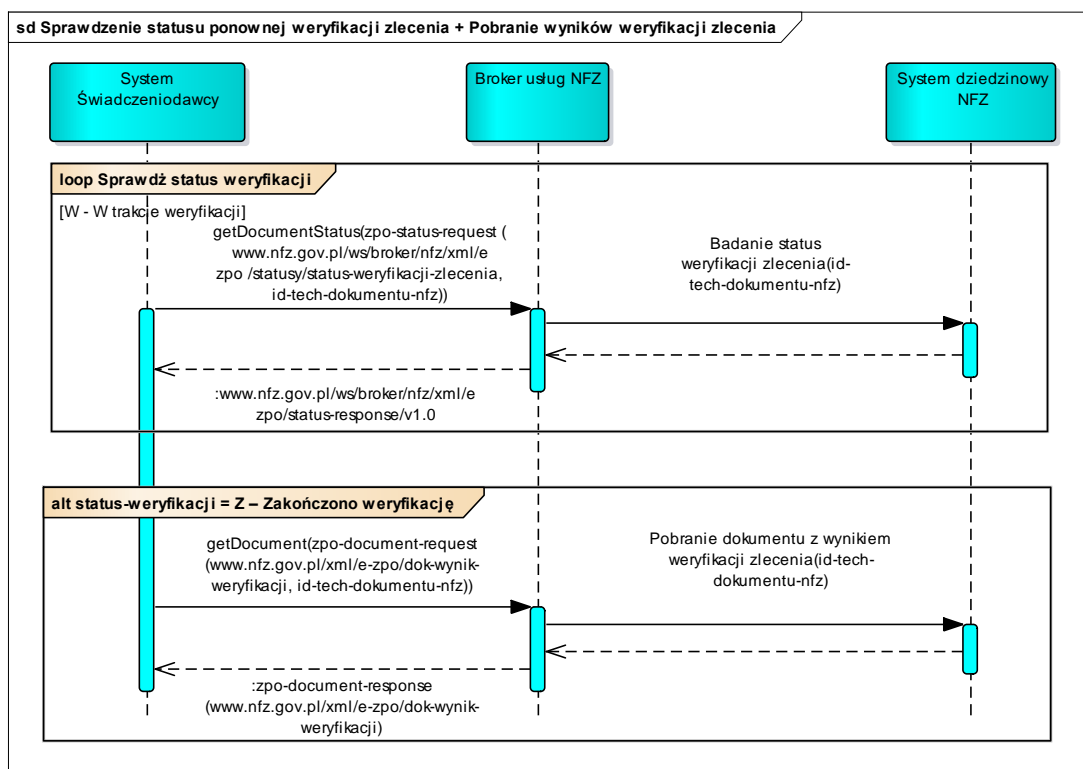 sd Sprawdzenie statusu ponownej weryfikacji zlecenia + Pobranie wyników weryfikacji zlecenia
System
Świadczeniodawcy
Broker usług NFZ
System dziedzinowy
NFZ
loop Sprawdź status weryfikacji
[W - W trakcie weryfikacji]
getDocumentStatus(zpo-status-request (
www.nfz.gov.pl/ws/broker/nfz/xml/e
zpo /statusy/status-weryfikacji-zlecenia,
id-tech-dokumentu-nfz))
Badanie status
weryfikacji zlecenia(id-
tech-dokumentu-nfz)
:www.nfz.gov.pl/ws/broker/nfz/xml/e
zpo/status-response/v1.0
alt status-weryfikacji = Z – Zakończono weryfikację
getDocument(zpo-document-request
(www.nfz.gov.pl/xml/e-zpo/dok-wynik-
weryfikacji, id-tech-dokumentu-nfz))
Pobranie dokumentu z wynikiem
weryfikacji zlecenia(id-tech-
dokumentu-nfz)
:zpo-document-response
(www.nfz.gov.pl/xml/e-zpo/dok-wynik-
weryfikacji)